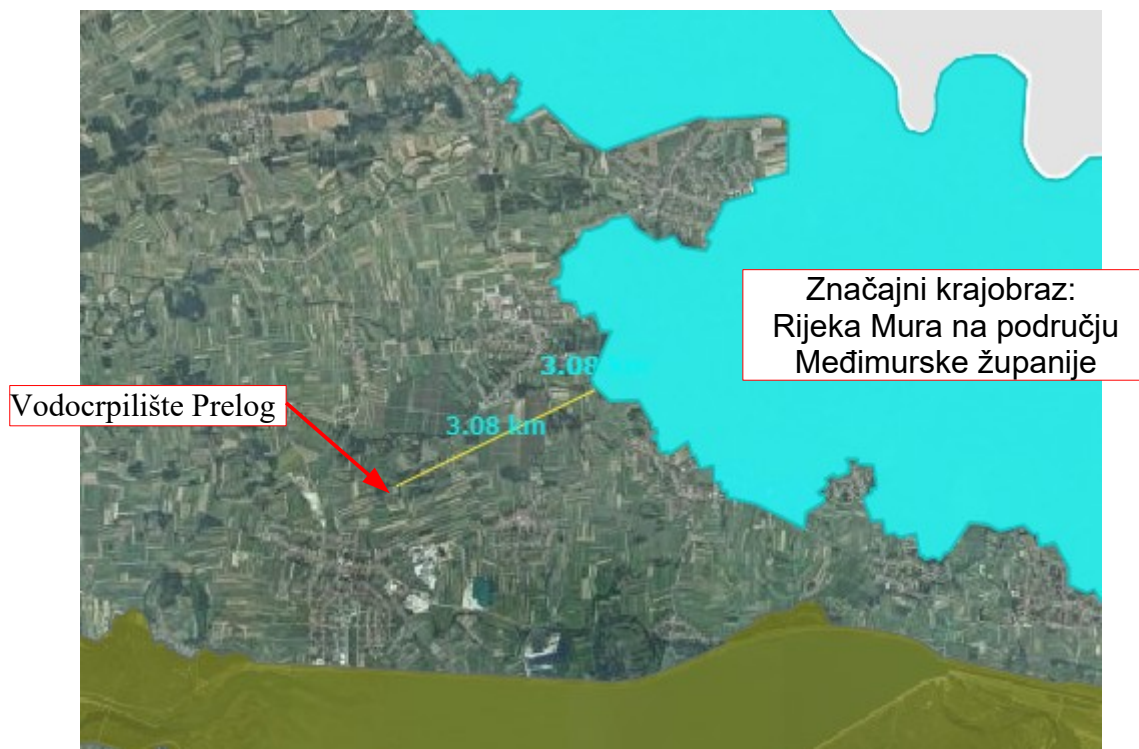 Značajni krajobraz:
Rijeka Mura na području
Međimurske županije
3.08 km
Vodocrpilište Prelog
3.08 km